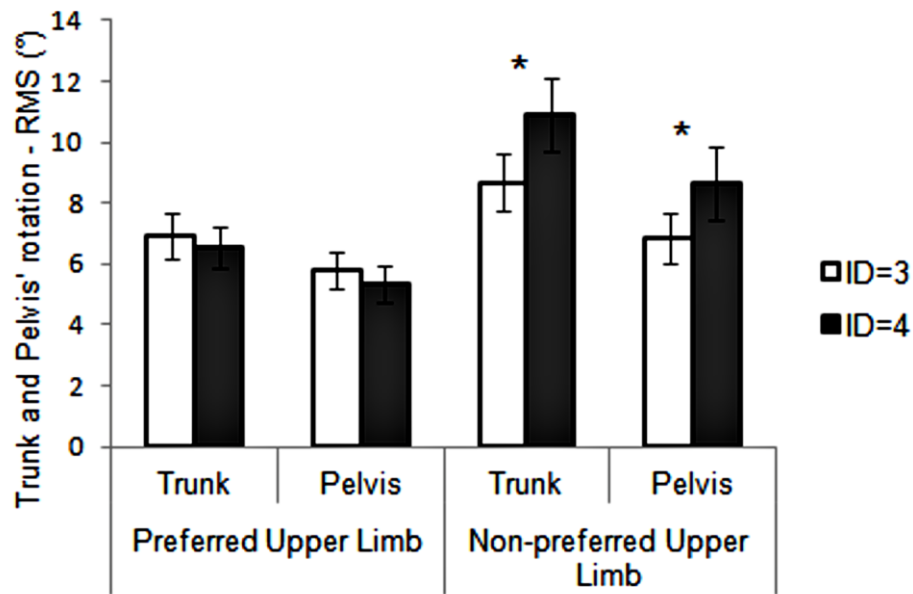 Trunk and Pelvis' rotation - RMS (°)
14
12
10
8
6
4
2
0
*
*
Trunk
Pelvis
Trunk
Pelvis
Preferred Upper Limb
Non-preferred Upper
Limb
ID=3
ID=4